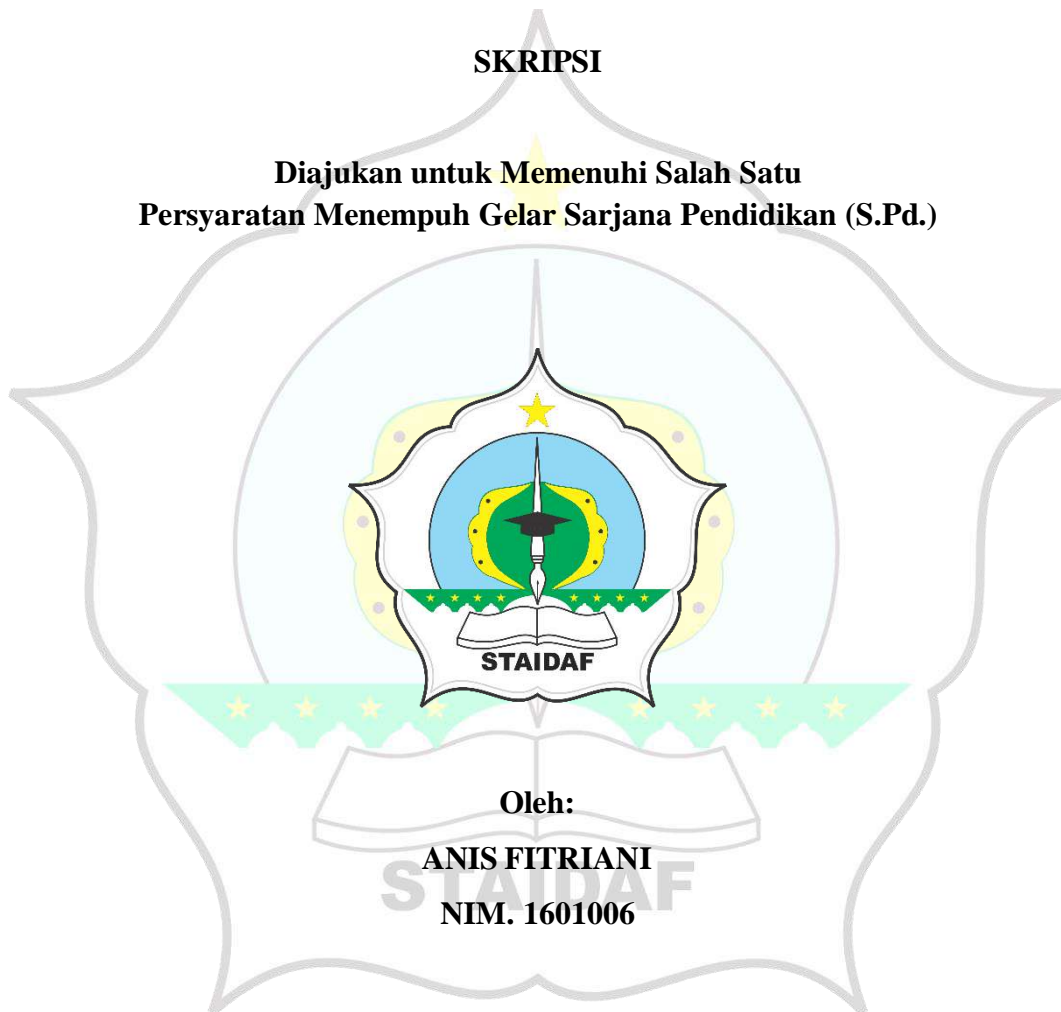 SKRIPSI
Diajukan untuk Memenuhi Salah Satu
Persyaratan Menempuh Gelar Sarjana Pendidikan (S.Pd.)
STAIDAF
Oleh:
ANIS FITRIANI
STAIDAF
NIM. 1601006